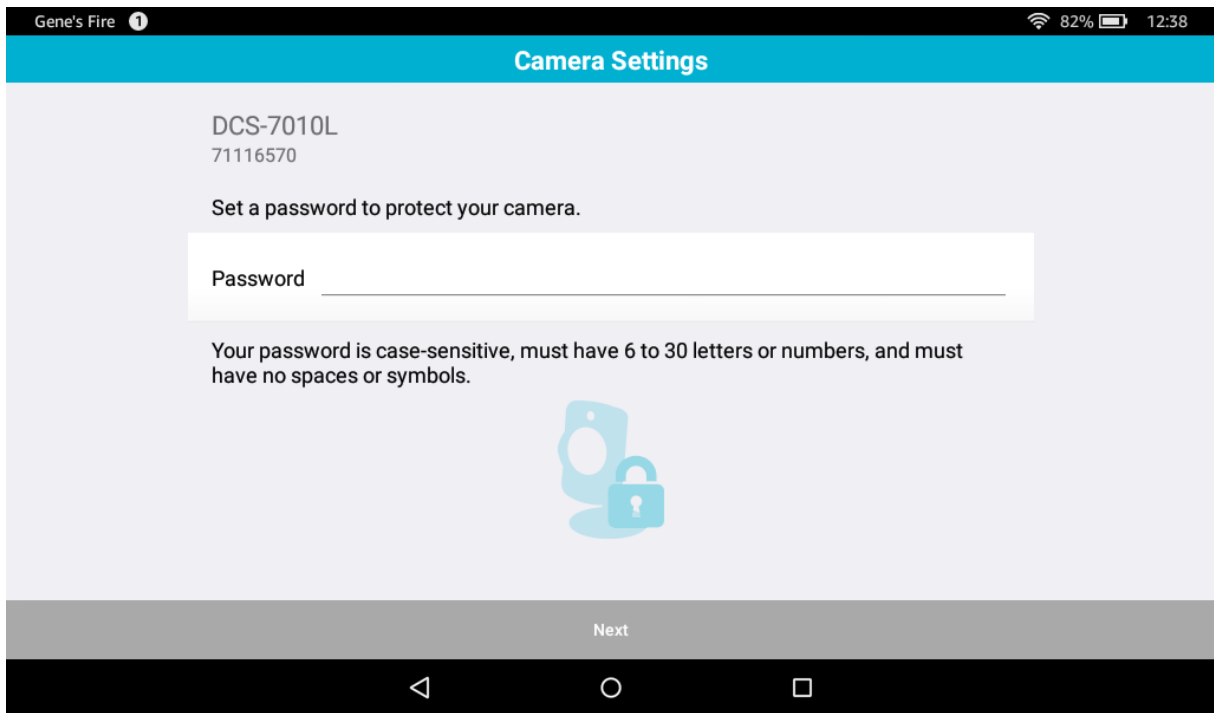 Gene's Fire 1 82% 12:38
Camera Settings
DCS-7010L
71116570
Set a password to protect your camera.
Password
Your password is case-sensitive, must have 6 to 30 letters or numbers, and must
have no spaces or symbols.
Next